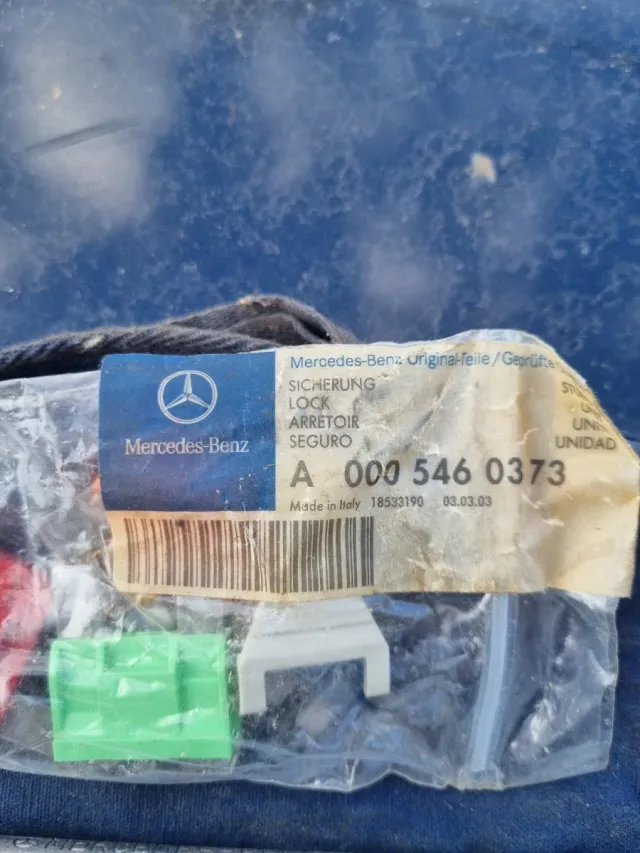 Mercedes-Benz Original-Teile/Geprüfte
SICHERUNG
LOCK
ARRETOIR
SEGURO
UNIDAD
Mercedes-Benz
A 000 546 0373
Made in Italy 18533190 03.03.03